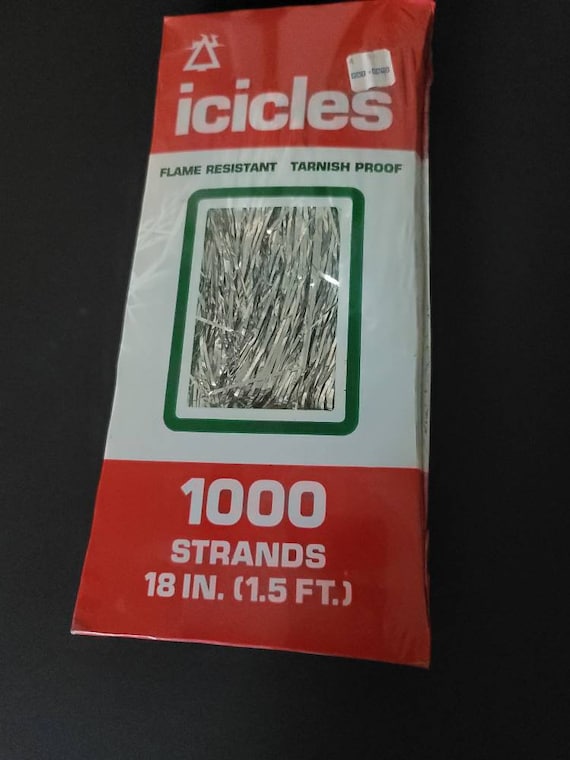 icicles
FLAME RESISTANT TARNISH PROOF
1000
STRANDS
18 IN. (1.5 FT.)